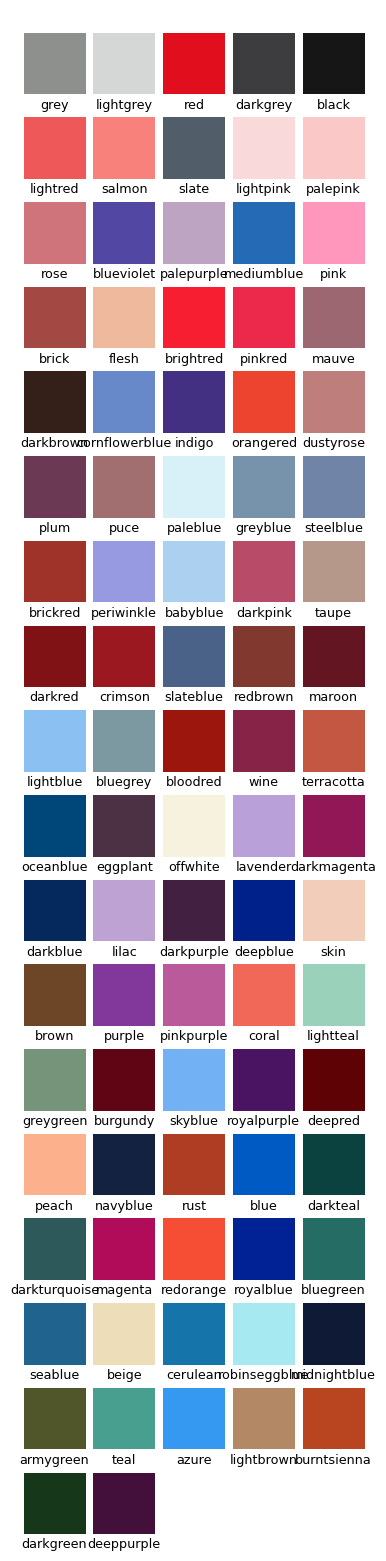 grey lightgrey red darkgrey black
lightred salmon slate lightpink palepink
rose blueviolet palepurple mediumblue pink
brick flesh brightred pinkred mauve
darkbrown cornflowerblue indigo orangered dustyrose
plum puce paleblue greyblue steelblue
brickred periwinkle babyblue darkpink taupe
darkred crimson slateblue redbrown maroon
lightblue bluegrey bloodred wine terracotta
oceanblue eggplant offwhite lavender darkmagenta
darkblue lilac darkpurple deepblue skin
brown purple pinkpurple coral lightteal
greygreen burgundy skyblue royalpurple deepred
peach navyblue rust blue darkteal
darkturquoise magenta redorange royalblue bluegreen
seablue beige cerulean robinseggblue midnightblue
armygreen teal azure lightbrown burntsienna
darkgreen deeppurple